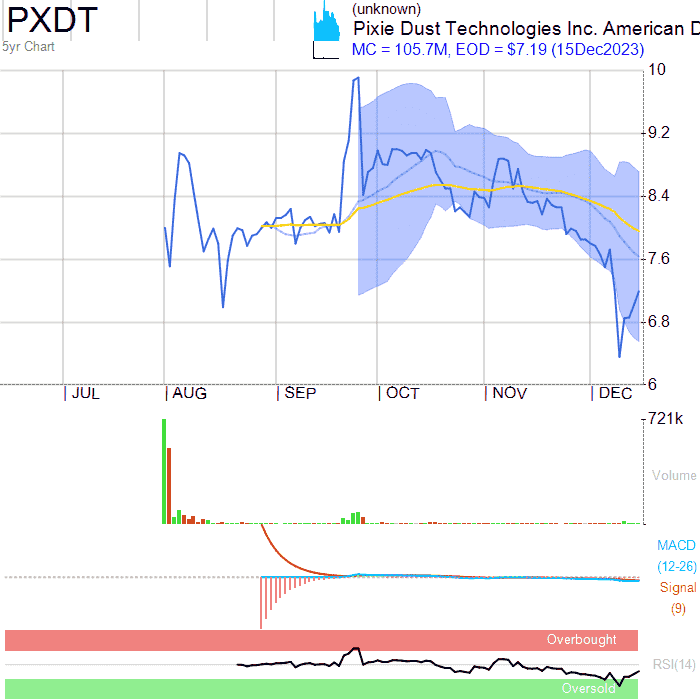 PXDT
5yr Chart
(unknown)
Pixie Dust Technologies Inc. American D
MC = 105.7M, EOD = $7.19 (15Dec2023)
10
9.2
8.4
7.6
6.8
6
JUL AUG SEP OCT NOV DEC
721k
Volume
MACD
(12-26)
Signal
(9)
Overbought
RSI(14)
Oversold